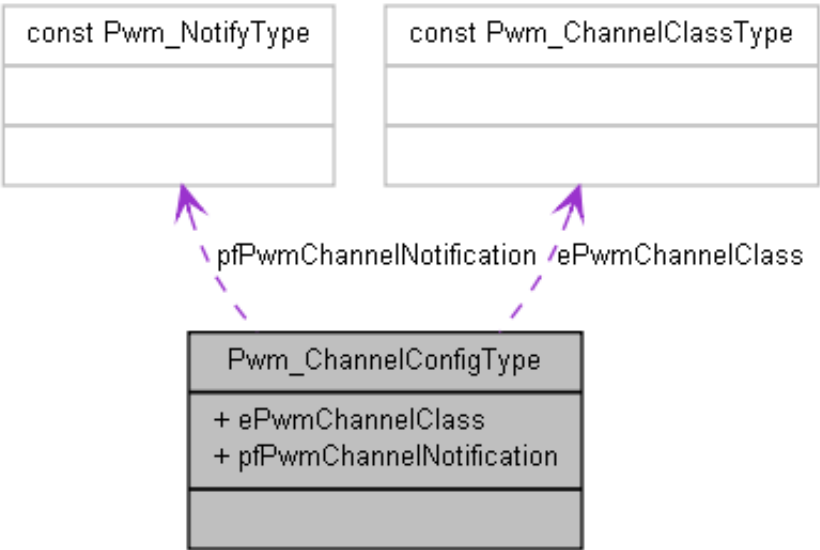 const Pwm_NotifyType
const Pwm_ChannelClassType
pfPwmChannelNotification
ePwmChannelClass
Pwm_ChannelConfigType
+ ePwmChannelClass
+ pfPwmChannelNotification